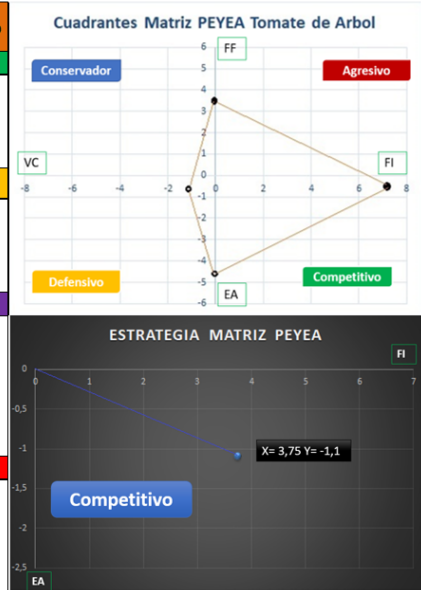 Cuadrantes Matriz PEYEA Tomate de Arbol
6
FF
5
Conservador
Agresivo
4
3
2
1
VC
FI
0
-8
-6
-4
-2
0
2
4
6
8
-1
-2
-3
-4
Defensivo
Competitivo
-5
EA
-6
ESTRATEGIA MATRIZ PEYEA
FI
0
0
1
2
3
4
5
6
7
-0,5
-1
X= 3,75 Y= -1,1
-1,5
Competitivo
-2
-2,5
EA